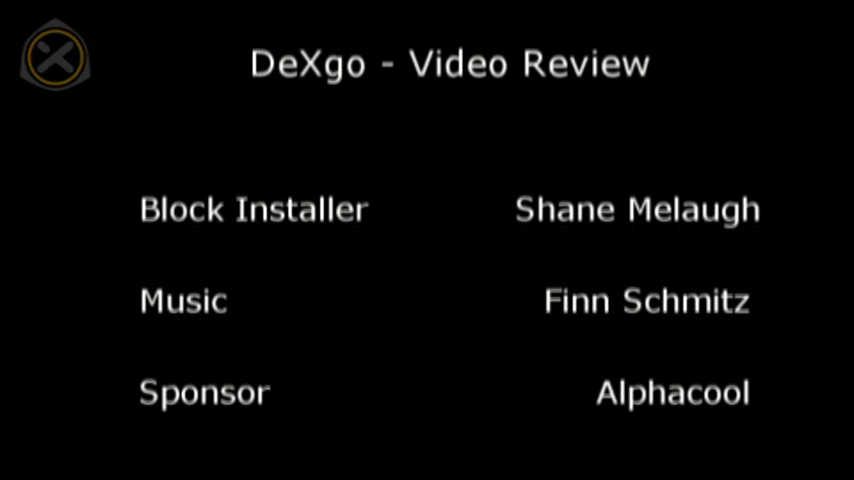 DeXgo - Video Review
Block Installer Shane Melaugh
Music Finn Schmitz
Sponsor Alphacool